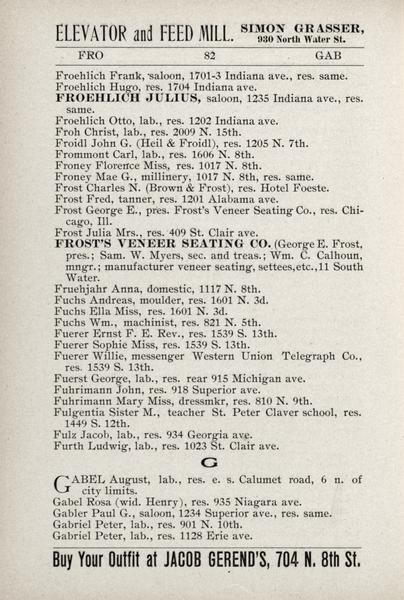 ELEVATOR and FEED MILL. SIMON GRASSER,
930 North Water St.
FRO 82 GAB
Froehlich Frank, saloon, 1701-3 Indiana ave., res. same.
Froehlich Hugo, res. 1704 Indiana ave.
FROEHLICH JULIUS, saloon, 1235 Indiana ave., res.
same.
Froehlich Otto, lab., res. 1202 Indiana ave.
Froh Christ, lab., res. 2009 N. 15th.
Froidl John G. (Heil & Froidl), res. 1205 N. 7th.
Frommont Carl, lab., res. 1606 N. 8th.
Froney Florence Miss, res. 1017 N. 8th.
Froney Mae G., millinery, 1017 N. 8th, res. same.
Frost Charles N. (Brown & Frost), res. Hotel Foeste.
Frost Fred, tanner, res. 1201 Alabama ave.
Frost George E., pres. Frost's Veneer Seating Co., res. Chi-
cago, Ill.
Frost Julia Mrs., res. 409 St. Clair ave.
FROST'S VENEER SEATING CO. (George E. Frost,
pres.; Sam. W. Myers, sec. and treas.; Wm. C. Calhoun,
mngr.; manufacturer veneer seating, settees, etc., 11 South
Water.
Fruehjahr Anna, domestic, 1117 N. 8th.
Fuchs Andreas, moulder, res. 1601 N. 3d.
Fuchs Ella Miss, res. 1601 N. 3d.
Fuchs Wm., machinist, res. 821 N. 5th.
Fuerer Ernst F. E. Rev., res. 1539 S. 13th.
Fuerer Sophie Miss, res. 1539 S. 13th.
Fuerer Willie, messenger Western Union Telegraph Co.,
res. 1539 S. 13th.
Fuerst George, lab., res. rear 915 Michigan ave.
Fuhrimann John, res. 918 Superior ave.
Fuhrimann Mary Miss, dressmkr, res. 810 N. 9th.
Fulgentia Sister M., teacher St. Peter Claver school, res.
1449 S. 12th.
Fulz Jacob, lab., res. 934 Georgia ave.
Furth Ludwig, lab., res. 1023 St. Clair ave.
G
GABEL August, lab., res. e. s. Calumet road, 6 n. of
city limits.
Gabel Rosa (wid. Henry), res. 935 Niagara ave.
Gabler Paul G., saloon, 1234 Superior ave., res. same.
Gabriel Peter, lab., res. 901 N. 10th.
Gabriel Peter, lab., res. 1128 Erie ave.
Buy Your Outfit at JACOB GEREND'S, 704 N. 8th St.